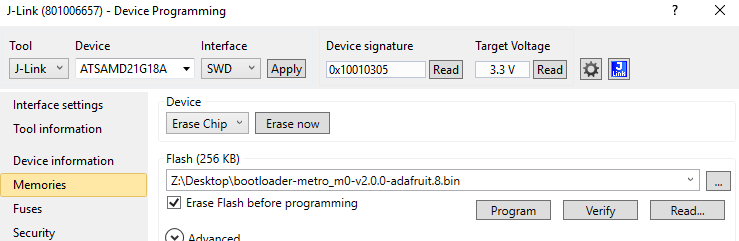 J-Link (801006657) - Device Programming ? ×
Tool Device Interface Device signature Target Voltage
J-Link ATSAMD21G18A SWD Apply 0x10010305 Read 3.3 V Read J Link
Interface settings
Tool information
Device information
Memories
Fuses
Security
Device
Erase Chip Erase now
Flash (256 KB)
Z:\Desktop\bootloader-metro_m0-v2.0.0-adafruit.8.bin ...
Erase Flash before programming
Program Verify Read...
Advanced